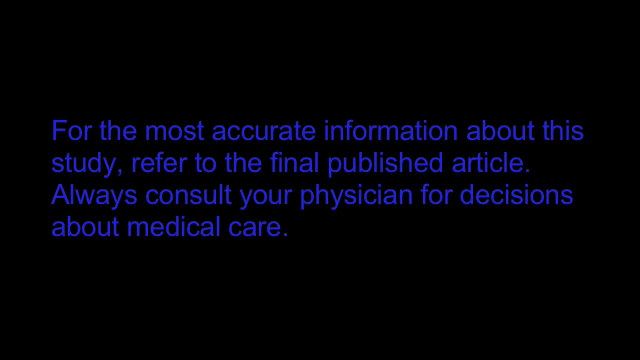 For the most accurate information about this
study, refer to the final published article.
Always consult your physician for decisions
about medical care.